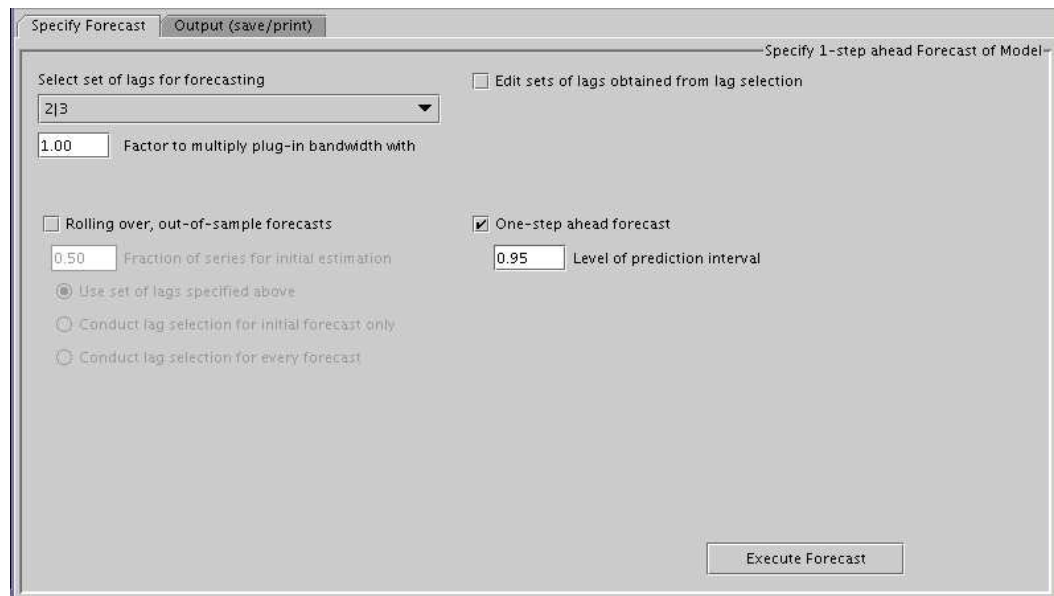 Specify Forecast Output (save/print)
Specify 1-step ahead Forecast of Model
Select set of lags for forecasting
Edit sets of lags obtained from lag selection
2|3
1.00 Factor to multiply plug-in bandwidth with
Rolling over, out-of-sample forecasts
One-step ahead forecast
0.50 Fraction of series for initial estimation
0.95 Level of prediction interval
Use set of lags specified above
Conduct lag selection for initial forecast only
Conduct lag selection for every forecast
Execute Forecast